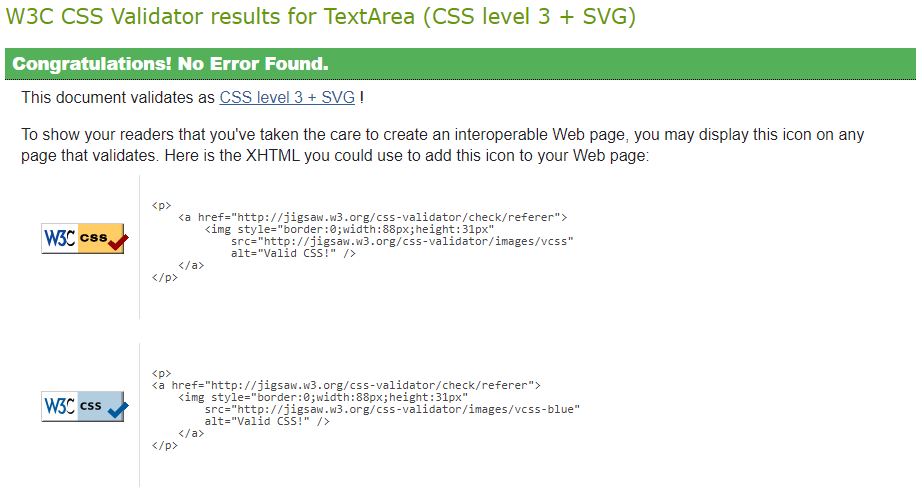 W3C CSS Validator results for TextArea (CSS level 3 + SVG)
Congratulations! No Error Found.
This document validates as CSS level 3 + SVG !
To show your readers that you've taken the care to create an interoperable Web page, you may display this icon on any
page that validates. Here is the XHTML you could use to add this icon to your Web page:
W3C css
<p>
    <a href="http://jigsaw.w3.org/css-validator/check/referer">
        <img style="border:0;width:88px;height:31px"
            src="http://jigsaw.w3.org/css-validator/images/vcss"
            alt="Valid CSS!" />
    </a>
</p>
W3C css
<p>
<a href="http://jigsaw.w3.org/css-validator/check/referer">
    <img style="border:0;width:88px;height:31px"
        src="http://jigsaw.w3.org/css-validator/images/vcss-blue"
        alt="Valid CSS!" />
    </a>
</p>